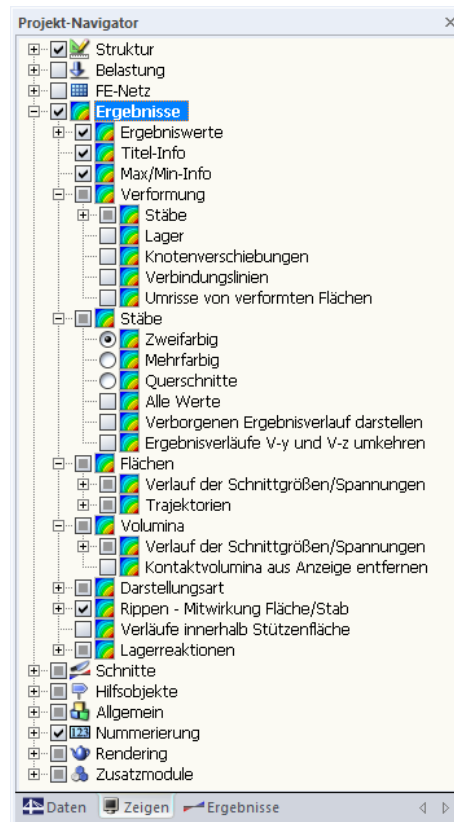 Projekt-Navigator
Struktur
Belastung
FE-Netz
Ergebnisse
Ergebniswerte
Titel-Info
Max/Min-Info
Verformung
Stäbe
Lager
Knotenverschiebungen
Verbindungslinien
Umrisse von verformten Flächen
Stäbe
Zweifarbig
Mehrfarbig
Querschnitte
Alle Werte
Verborgenen Ergebnisverlauf darstellen
Ergebnisverläufe V-y und V-z umkehren
Flächen
Verlauf der Schnittgrößen/Spannungen
Trajektorien
Volumina
Verlauf der Schnittgrößen/Spannungen
Kontaktvolumina aus Anzeige entfernen
Darstellungsart
Rippen - Mitwirkung Fläche/Stab
Verläufe innerhalb Stützenfläche
Lagerreaktionen
Schnitte
Hilfsobjekte
Allgemein
123 Nummerierung
Rendering
Zusatzmodule
Daten Zeigen Ergebnisse